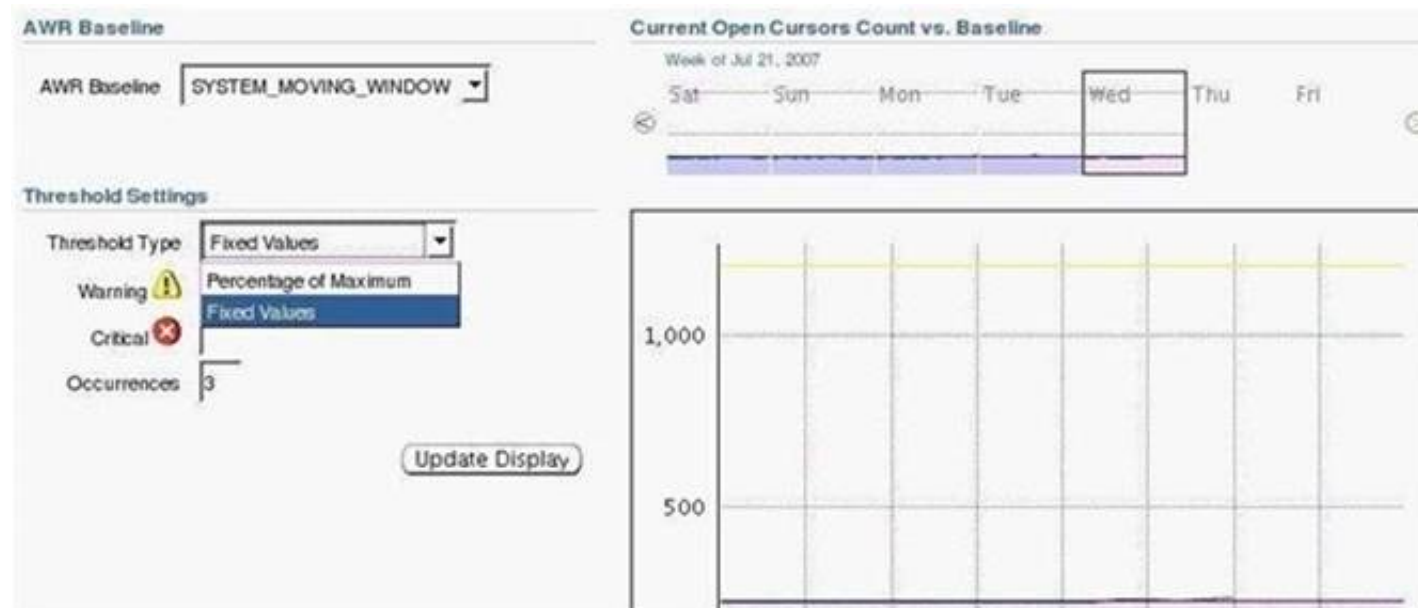 AWR Baseline
AWR Baseline SYSTEM_MOVING_WINDOW
Threshold Settings
Threshold Type Fixed Values
Percentage of Maximum
Fixed Values
Warning
Critical
Occurrences 3
Update Display
Current Open Cursors Count vs. Baseline
Week of Jul 21, 2007
Sat Sun Mon Tue Wed Thu Fri
1,000
500